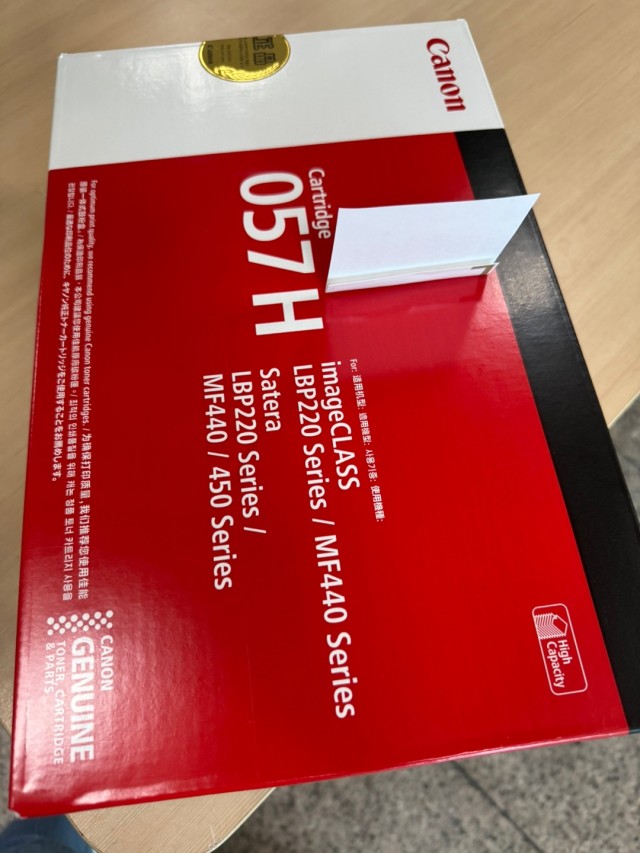 Canon
Cartridge
057 H
For: 适用机型: 適用機型: 사용기종: 使用機種:
imageCLASS
LBP220 Series / MF440 Series
Satera
LBP220 Series /
MF440 / 450 Series
High
Capacity
For optimum print quality, we recommend using genuine Canon toner cartridges. / 为确保打印质量,我们推荐您使用佳能
CANON
GENUINE
TONER, CARTRIDGE
& PARTS